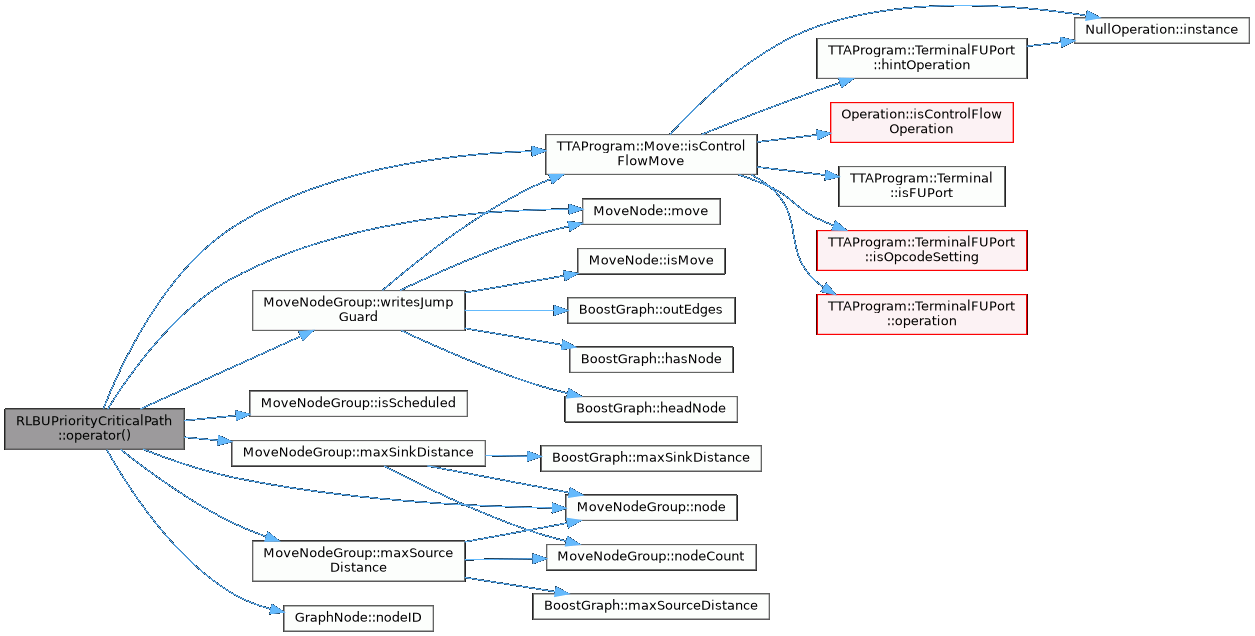 NullOperation::instance
TTAProgram::TerminalFUPort
::hintOperation
Operation::isControlFlow
Operation
TTAProgram::Move::isControl
FlowMove
TTAProgram::Terminal
::isFUPort
MoveNode::move
TTAProgram::TerminalFUPort
::isOpcodeSetting
MoveNode::isMove
MoveNodeGroup::writesJump
Guard
BoostGraph::outEdges
TTAProgram::TerminalFUPort
::operation
BoostGraph::hasNode
MoveNodeGroup::isScheduled
BoostGraph::headNode
RLBUPriorityCriticalPath
::operator()
MoveNodeGroup::maxSinkDistance
BoostGraph::maxSinkDistance
MoveNodeGroup::node
MoveNodeGroup::maxSource
Distance
MoveNodeGroup::nodeCount
BoostGraph::maxSourceDistance
GraphNode::nodeID